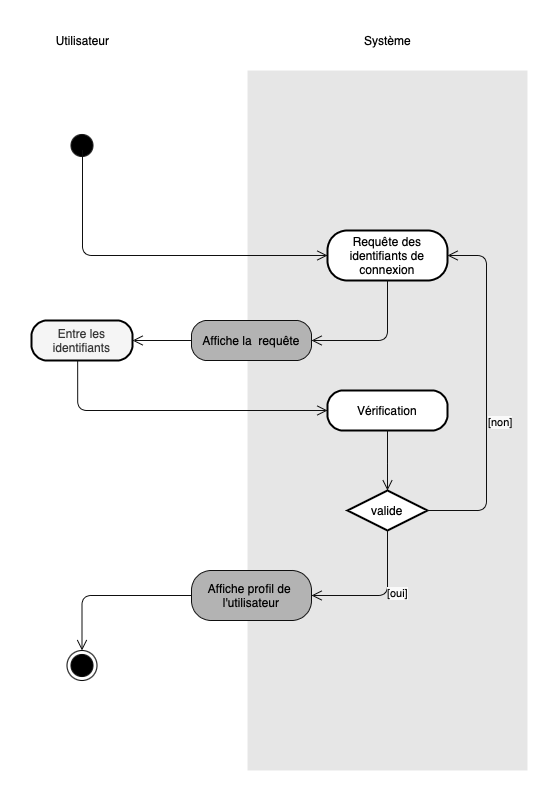 Utilisateur
Système
Requête des
identifiants de
connexion
Entre les
identifiants
Affiche la  requête
Vérification
[non]
valide
Affiche profil de
l'utilisateur
[oui]